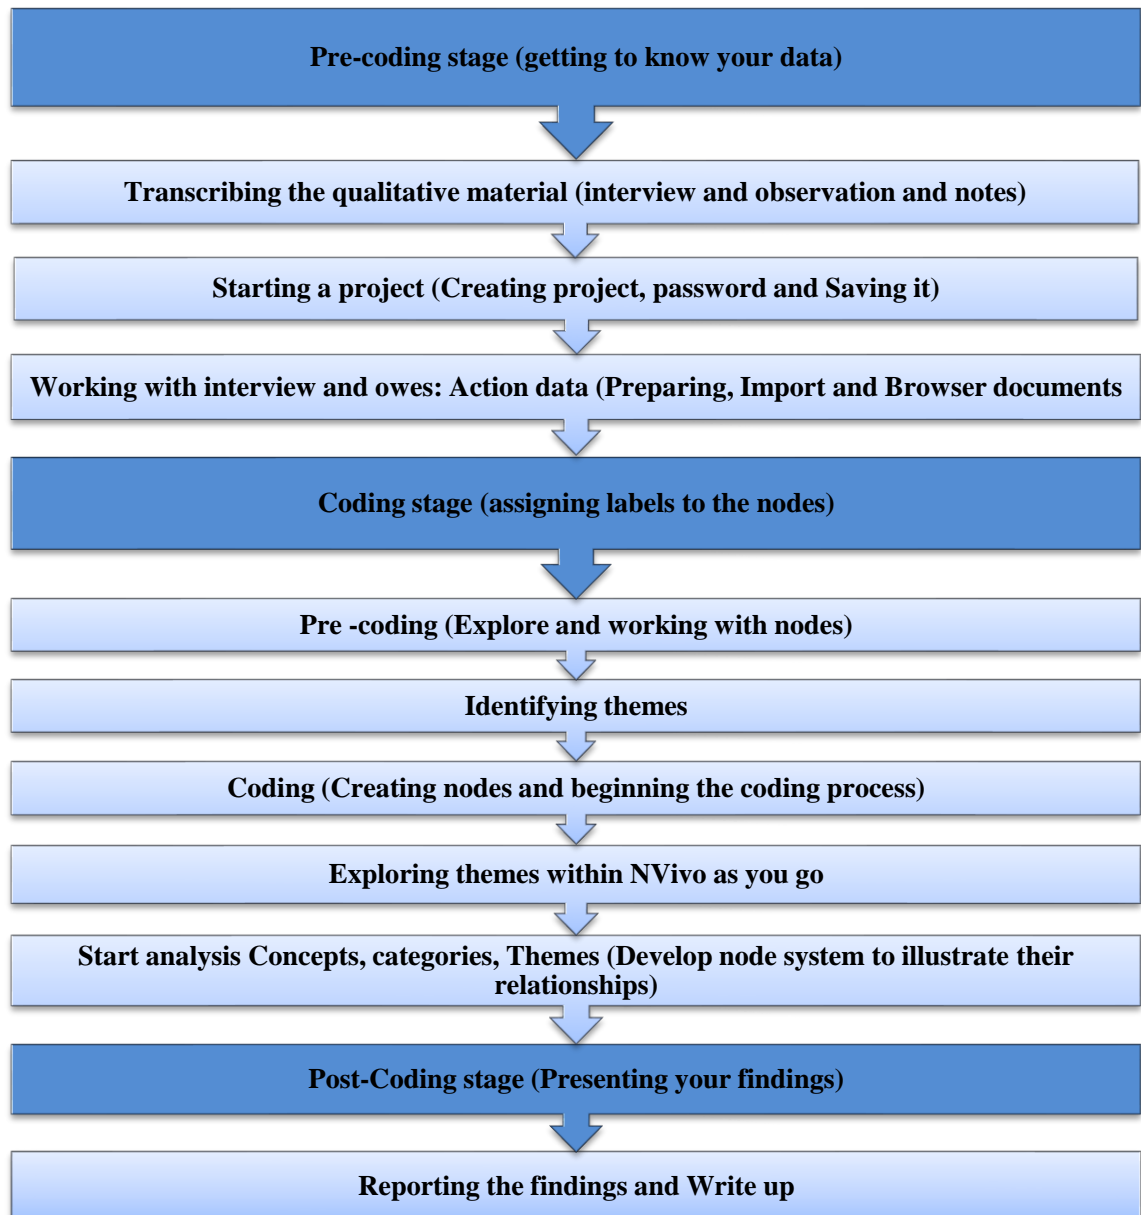 Pre-coding stage (getting to know your data)
Transcribing the qualitative material (interview and observation and notes)
Starting a project (Creating project, password and Saving it)
Working with interview and owes: Action data (Preparing, Import and Browser documents
Coding stage (assigning labels to the nodes)
Pre -coding (Explore and working with nodes)
Identifying themes
Coding (Creating nodes and beginning the coding process)
Exploring themes within NVivo as you go
Start analysis Concepts, categories, Themes (Develop node system to illustrate their
relationships)
Post-Coding stage (Presenting your findings)
Reporting the findings and Write up